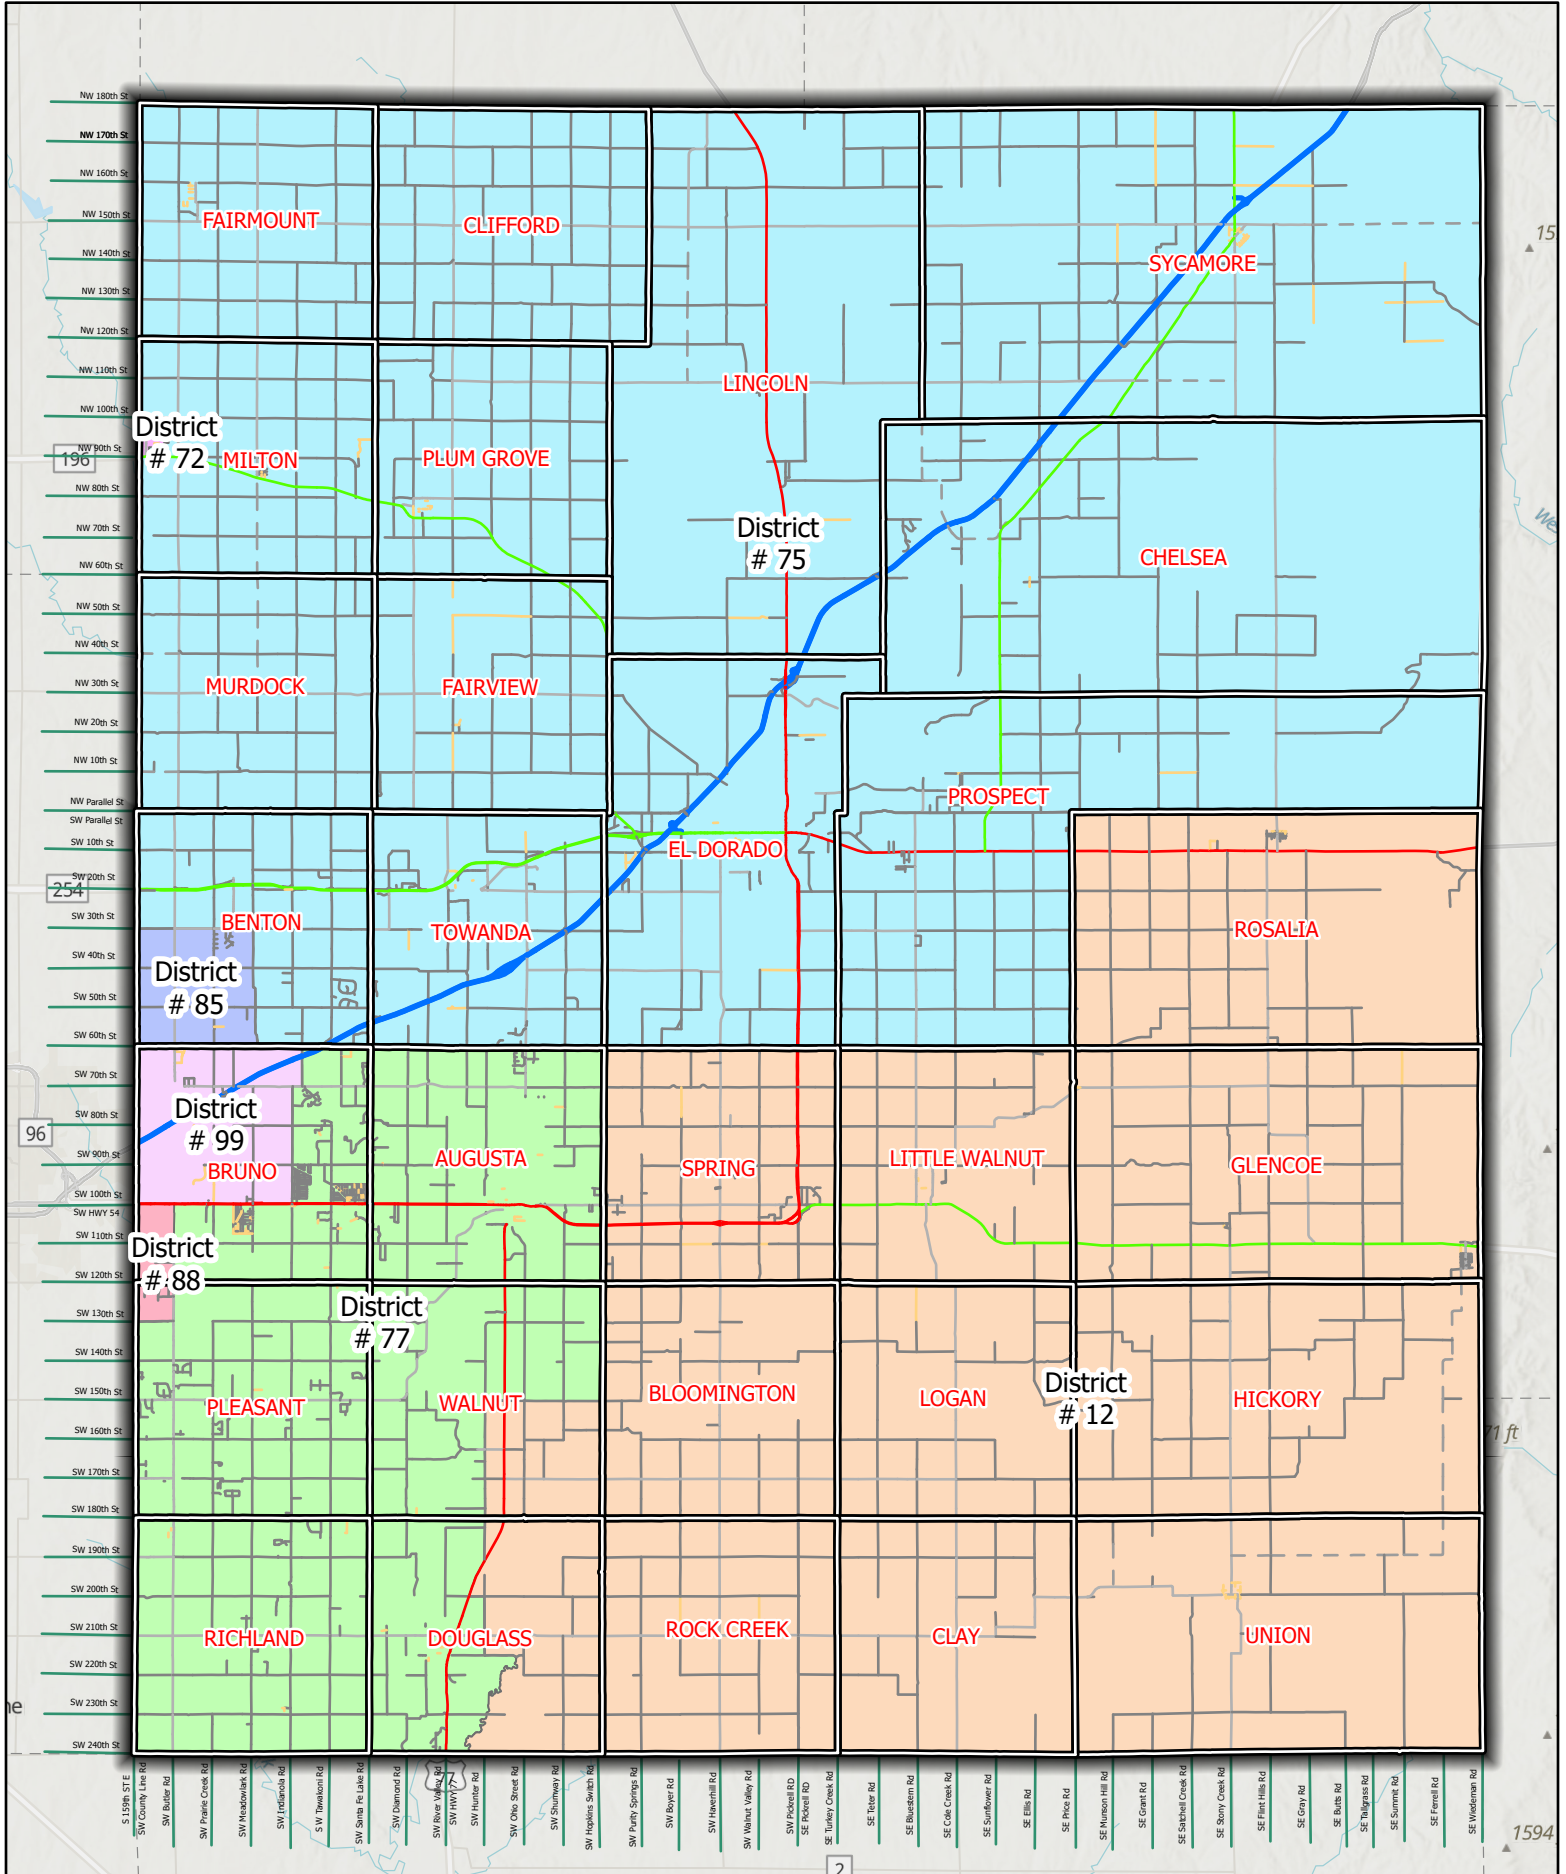 NW 180th St
NW 170th St
NW 160th St
NW 150th St
NW 140th St
NW 130th St
NW 120th St
NW 110th St
NW 100th St
NW 90th St
NW 80th St
NW 70th St
NW 60th St
NW 50th St
NW 40th St
NW 30th St
NW 20th St
NW 10th St
NW Parallel St
SW Parallel St
SW 10th St
SW 20th St
SW 30th St
SW 40th St
SW 50th St
SW 60th St
SW 70th St
SW 80th St
SW 90th St
SW 100th St
SW HWY 54
SW 110th St
SW 120th St
SW 130th St
SW 140th St
SW 150th St
SW 160th St
SW 170th St
SW 180th St
SW 190th St
SW 200th St
SW 210th St
SW 220th St
SW 230th St
SW 240th St
196
254
96
FAIRMOUNT
CLIFFORD
SYCAMORE
LINCOLN
District
# 72
MILTON
PLUM GROVE
District
# 75
CHELSEA
MURDOCK
FAIRVIEW
PROSPECT
EL DORADO
BENTON
TOWANDA
ROSALIA
District
# 85
District
# 99
BRUNO
AUGUSTA
SPRING
LITTLE WALNUT
GLENCOE
District
# 88
District
# 77
PLEASANT
WALNUT
BLOOMINGTON
LOGAN
District
# 12
HICKORY
RICHLAND
DOUGLASS
ROCK CREEK
CLAY
UNION
15
We
71 ft
1594
ne
77
2
S 159th ST E
SW County Line Rd
SW Butler Rd
SW Prairie Creek Rd
SW Meadowlark Rd
SW Indianola Rd
S W Tawakoni Rd
SW Santa Fe Lake Rd
SW Diamond Rd
SW River Valley Rd
SW HWY 77
SW Hunter Rd
SW Ohio Street Rd
SW Shumway Rd
SW Hopkins Switch Rd
SW Purity Springs Rd
SW Boyer Rd
SW Haverhill Rd
SW Walnut Valley Rd
SW Pickrell RD
SE Pickrell RD
SE Turkey Creek Rd
SE Teter Rd
SE Bluestem Rd
SE Cole Creek Rd
SE Sunflower Rd
SE Ellis Rd
SE Price Rd
SE Munson Hill Rd
SE Grant Rd
SE Satchell Creek Rd
SE Stony Creek Rd
SE Flint Hills Rd
SE Gray Rd
SE Butts Rd
SE Tallgrass Rd
SE Summit Rd
SE Ferrell Rd
SE Wiedeman Rd